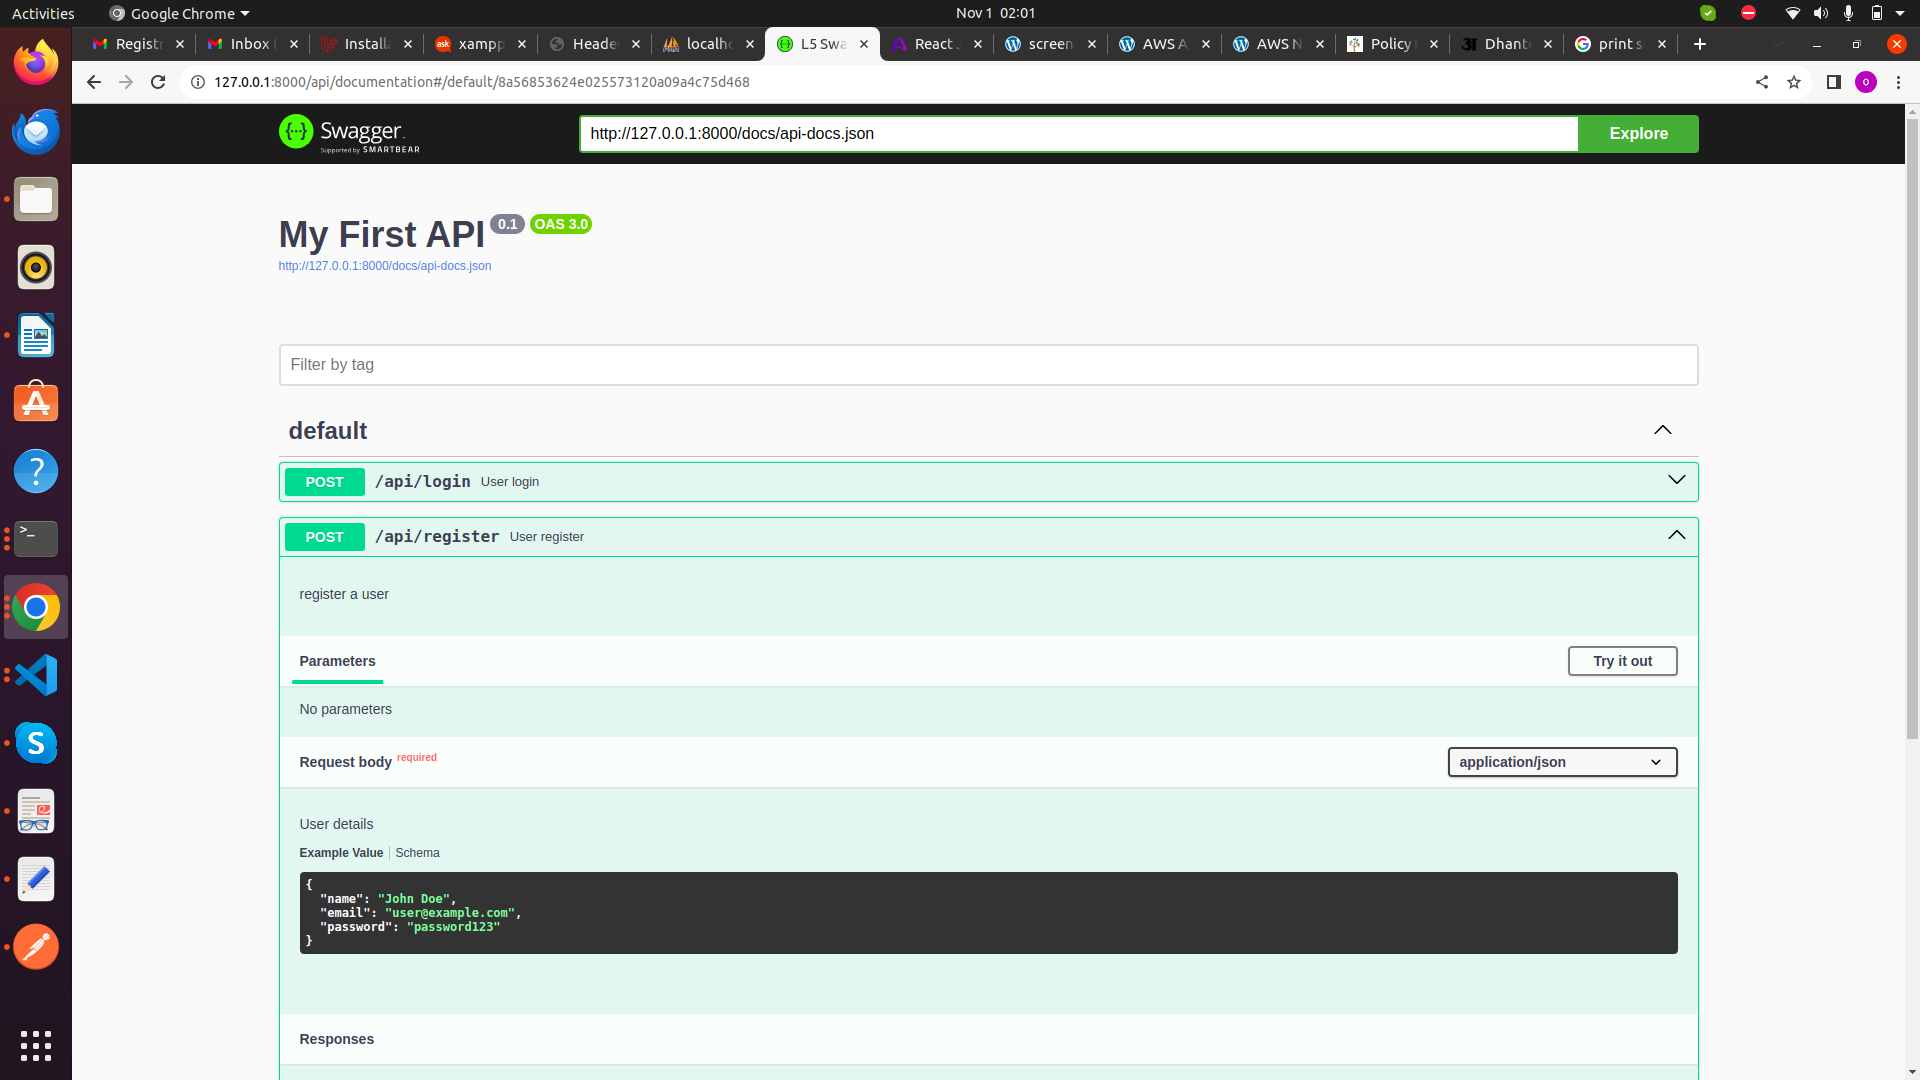 Activities
Google Chrome
Nov 1 02:01
Registr
Inbox (
Installa
xampp
Heade
localho
L5 Swa
React J
screen
AWS A
AWS N
Policy
Dhant
print s
127.0.0.1:8000/api/documentation#/default/8a56853624e025573120a09a4c75d468
o
Swagger
Supported by SMARTBEAR
http://127.0.0.1:8000/docs/api-docs.json
Explore
My First API 0.1 OAS 3.0
http://127.0.0.1:8000/docs/api-docs.json
Filter by tag
default
POST /api/login User login
POST /api/register User register
register a user
Parameters
Try it out
No parameters
Request body required
application/json
User details
Example Value Schema
{
"name": "John Doe",
"email": "user@example.com",
"password": "password123"
}
Responses